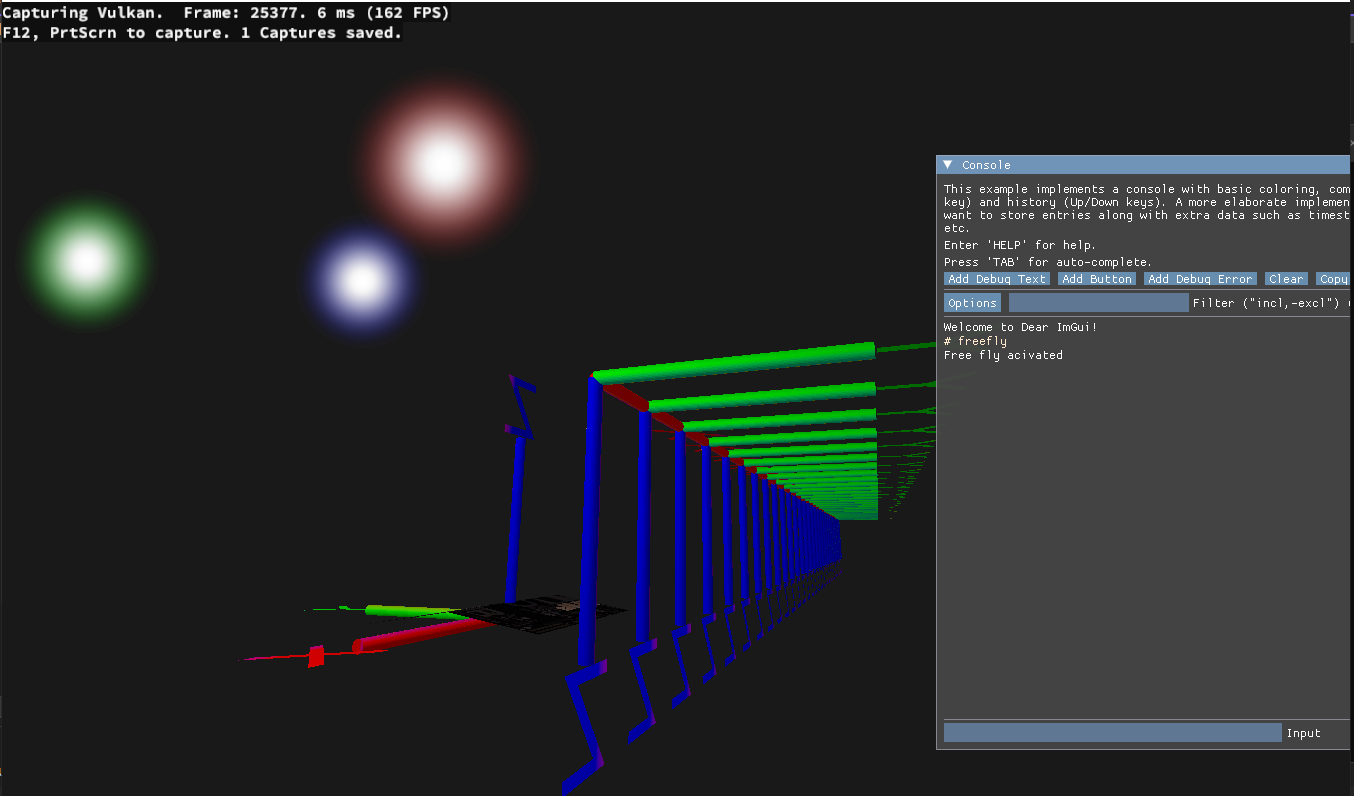 Capturing Vulkan. Frame: 25377. 6 ms (162 FPS)
F12, PrtScrn to capture. 1 Captures saved.
Console
This example implements a console with basic coloring, com
key) and history (Up/Down keys). A more elaborate implemen
want to store entries along with extra data such as timest
etc.
Enter 'HELP' for help.
Press 'TAB' for auto-complete.
Add Debug Text Add Button Add Debug Error Clear Copy
Options Filter ("incl,-excl")
Welcome to Dear ImGui!
# freefly
Free fly acivated
Input
Z
Z